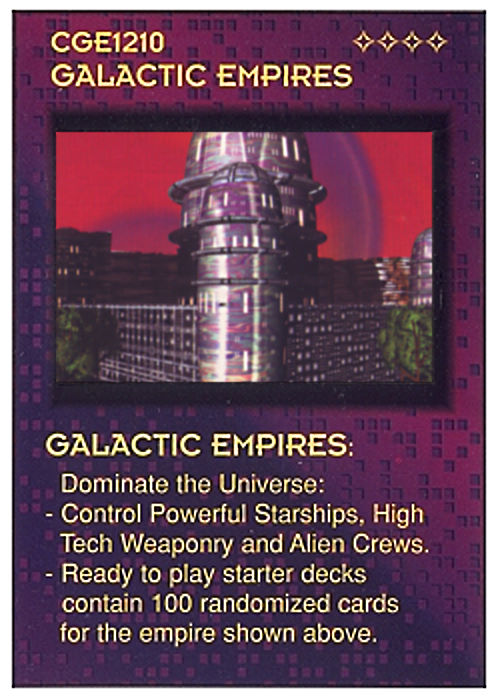 CGE1210
GALACTIC EMPIRES
GALACTIC EMPIRES:
Dominate the Universe:
- Control Powerful Starships, High
Tech Weaponry and Alien Crews.
- Ready to play starter decks
contain 100 randomized cards
for the empire shown above.